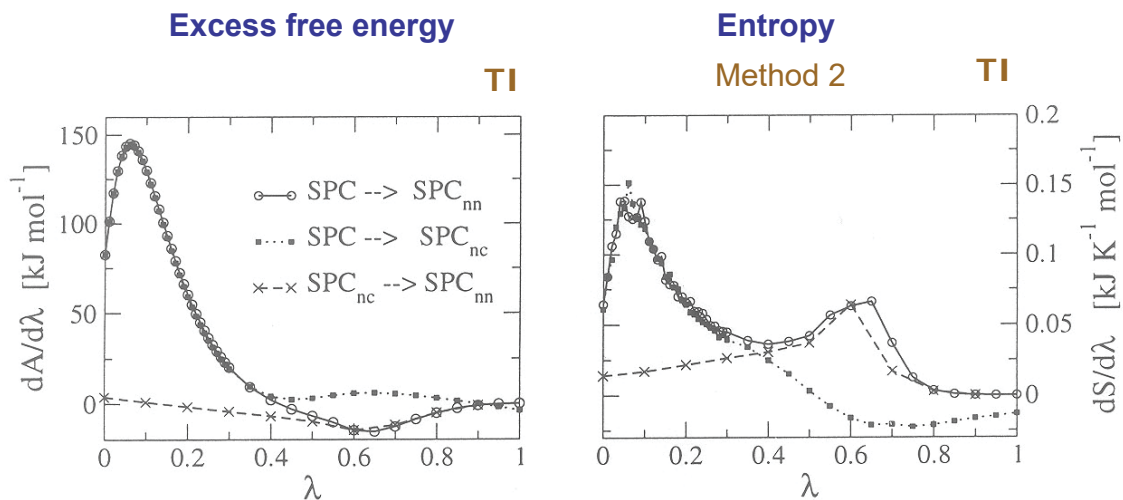 Excess free energy
Entropy
TI
Method 2
TI
dA/dλ [kJ mol⁻¹]
150
100
50
0
SPC --> SPCnn
SPC --> SPCnc
SPCnc --> SPCnn
0
0.2
0.4
0.6
0.8
1
λ
0
0.2
0.4
0.6
0.8
1
λ
0.2
0.15
0.1
0.05
0
dS/dλ [kJ K⁻¹ mol⁻¹]